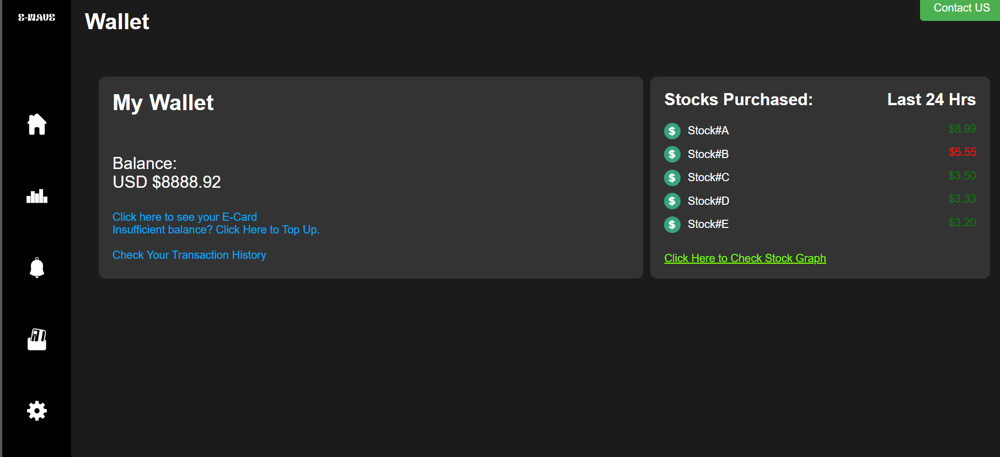 E-WAVE
Wallet
Contact US
My Wallet
Balance:
USD $8888.92
Click here to see your E-Card
Insufficient balance? Click Here to Top Up.
Check Your Transaction History
Stocks Purchased: Last 24 Hrs
Stock#A $8.99
Stock#B $5.55
Stock#C $3.50
Stock#D $3.33
Stock#E $3.20
Click Here to Check Stock Graph